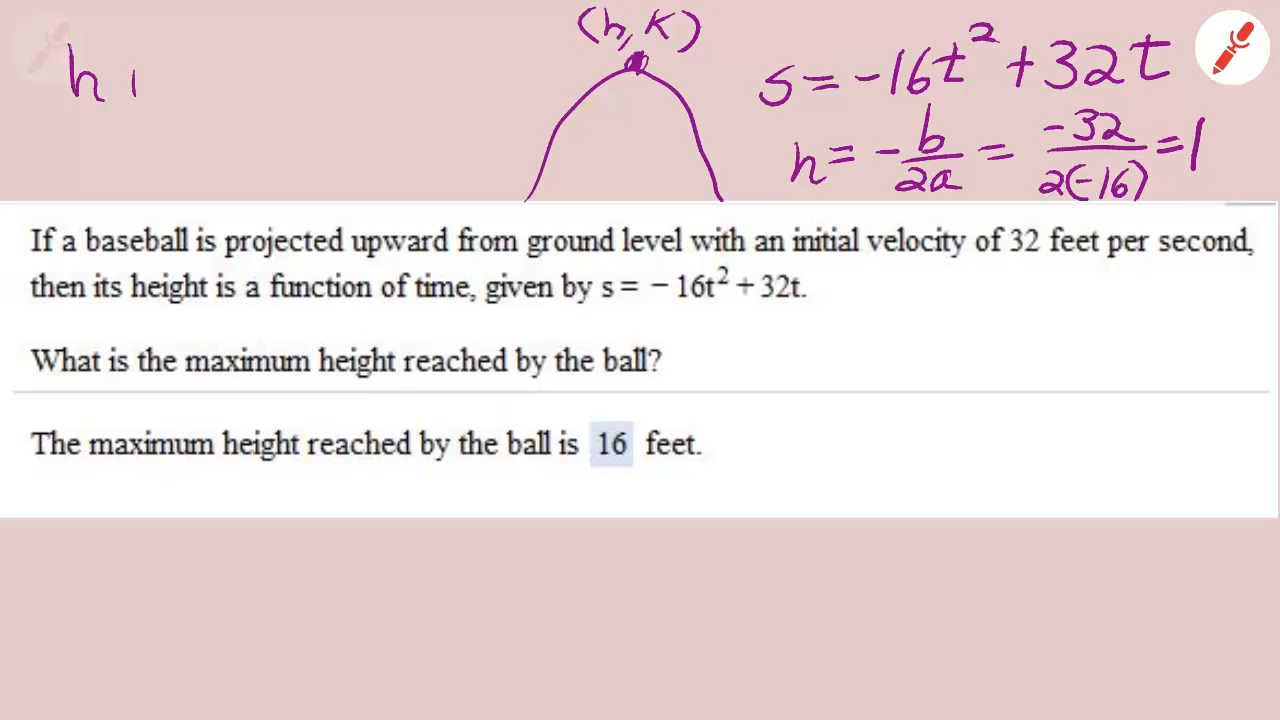 (h, K)
h
s = -16t² + 32t
h = -b/2a = -32/2(-16) = 1
If a baseball is projected upward from ground level with an initial velocity of 32 feet per second,
then its height is a function of time, given by s = − 16t² + 32t.
What is the maximum height reached by the ball?
The maximum height reached by the ball is 16 feet.